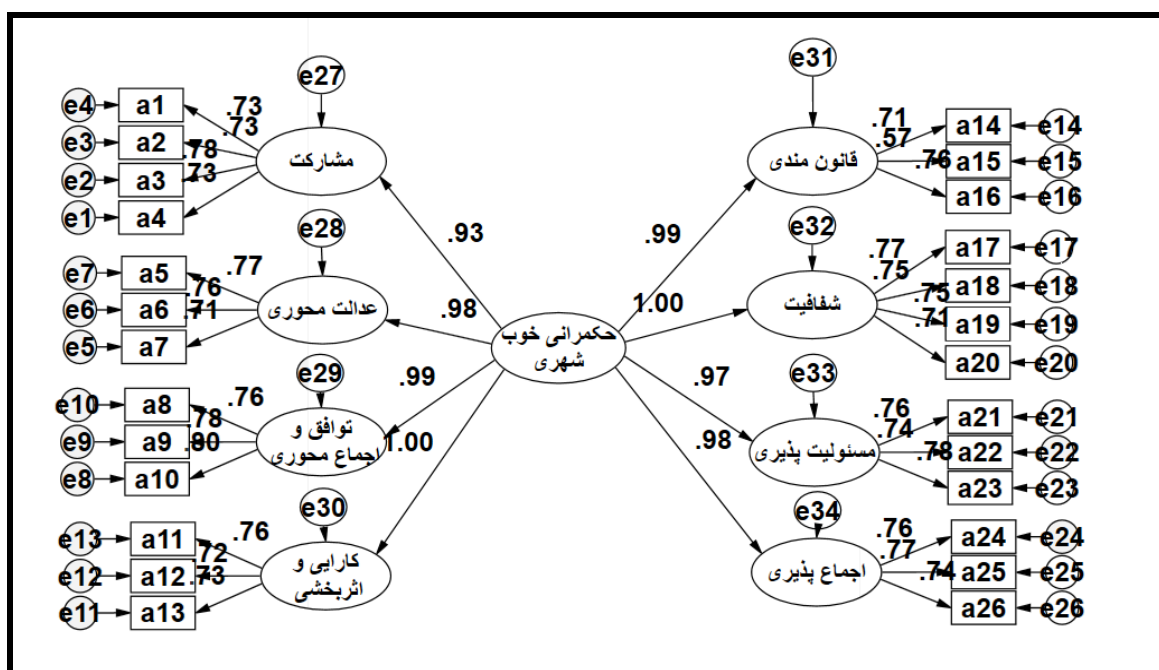 e27
e4
a1
.73
e3
a2
.73
e2
a3
.78
e1
a4
.73
مشارکت
.93
e28
e7
a5
.77
e6
a6
.76
e5
a7
.71
عدالت محوری
.98
e29
e10
a8
.76
e9
a9
.78
e8
a10
.80
توافق و
اجماع محوری
.99
e30
e13
a11
.76
e12
a12
.72
e11
a13
.73
کارایی و
اثربخشی
1.00
حکمرانی خوب
شهری
e31
قانون مندی
.99
.71
a14
e14
.57
a15
e15
.76
a16
e16
e32
شفافیت
1.00
.77
a17
e17
.75
a18
e18
.75
a19
e19
.71
a20
e20
e33
مسئولیت پذیری
.97
.76
a21
e21
.74
a22
e22
.78
a23
e23
e34
اجماع پذیری
.98
.76
a24
e24
.77
a25
e25
.74
a26
e26